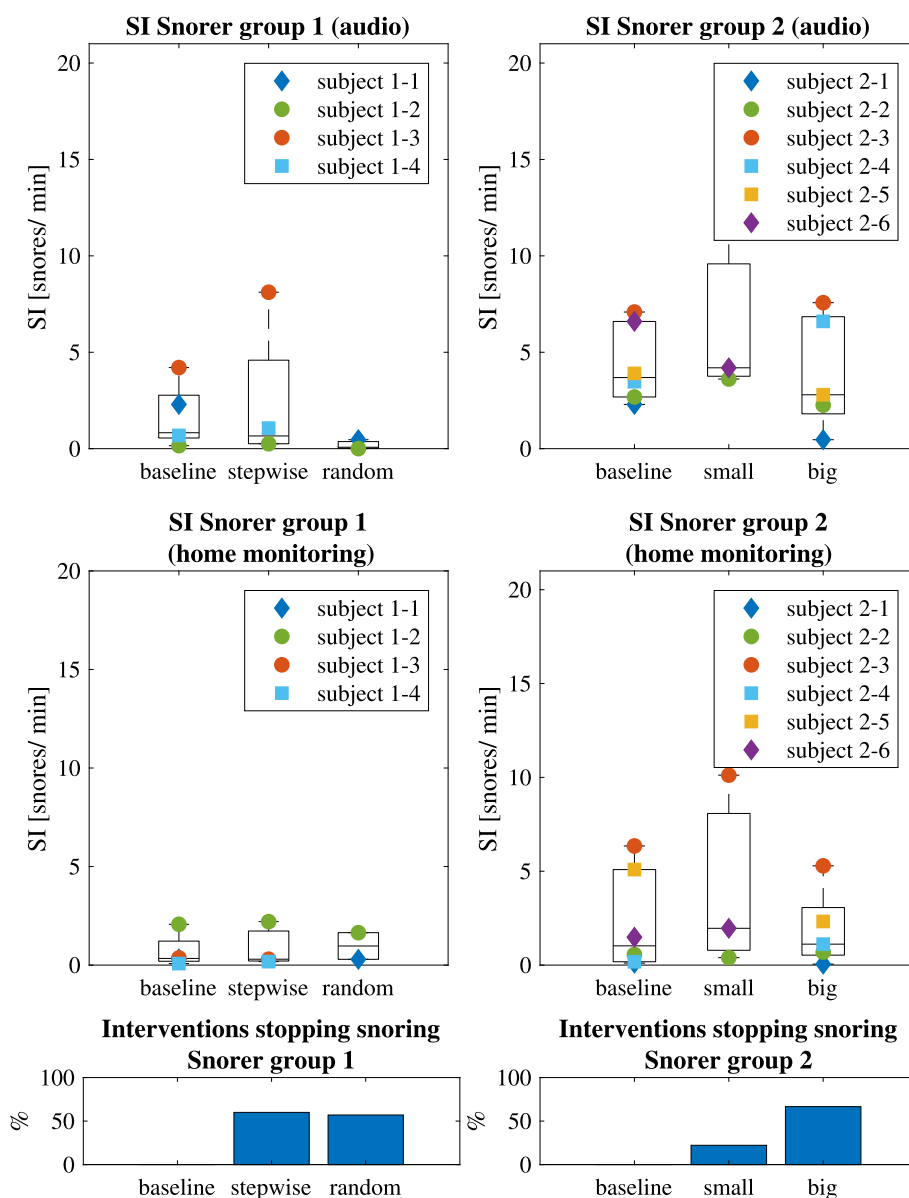 SI Snorer group 1 (audio)
SI [snores/ min]
20
15
10
5
0
subject 1-1
subject 1-2
subject 1-3
subject 1-4
baseline stepwise random
SI Snorer group 2 (audio)
SI [snores/ min]
20
15
10
5
0
subject 2-1
subject 2-2
subject 2-3
subject 2-4
subject 2-5
subject 2-6
baseline small big
SI Snorer group 1
(home monitoring)
SI [snores/ min]
20
15
10
5
0
subject 1-1
subject 1-2
subject 1-3
subject 1-4
baseline stepwise random
SI Snorer group 2
(home monitoring)
SI [snores/ min]
20
15
10
5
0
subject 2-1
subject 2-2
subject 2-3
subject 2-4
subject 2-5
subject 2-6
baseline small big
Interventions stopping snoring
Snorer group 1
%
100
50
0
baseline stepwise random
Interventions stopping snoring
Snorer group 2
%
100
50
0
baseline small big